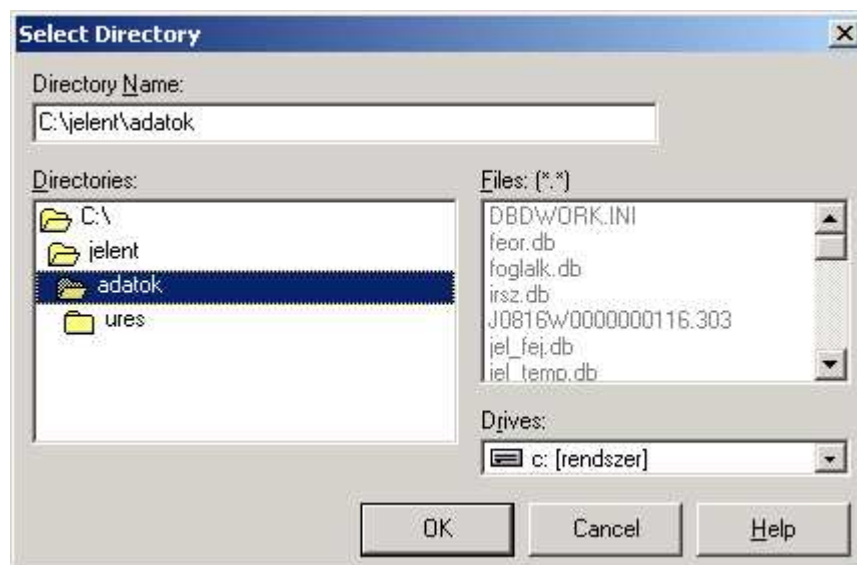 Select Directory
Directory Name:
C:\jelent\adatok
Directories:
C:\
jelent
adatok
ures
Files: (*.*)
DBDWORK.INI
feor.db
foglalk.db
irsz.db
J0816W0000000116.303
jel_fej.db
jel_temp.db
Drives:
c: [rendszer]
OK
Cancel
Help